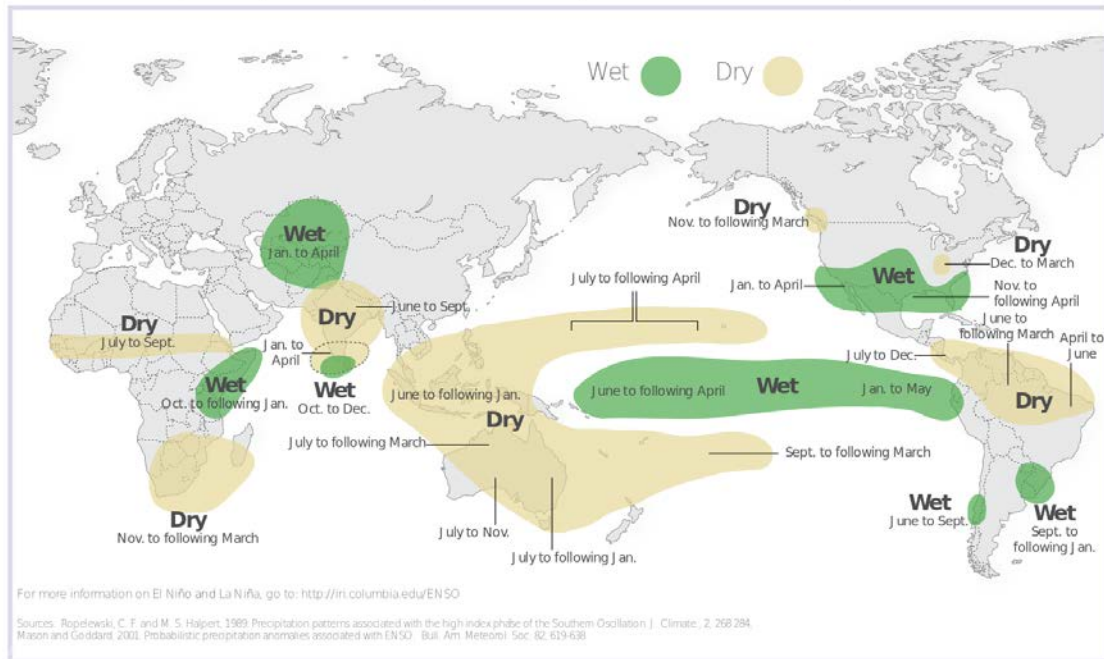 Wet
Dry
Dry
Nov. to following March
Wet
Jan. to April
Dry
Dec. to March
Wet
Jan. to April
July to following April
Nov. to
following April
June to Sept.
June to
following March
Dry
July to Sept.
Dry
April to
June
Jan. to
April
July to Dec.
Wet
Oct. to following Jan.
Wet
Oct. to Dec.
June to following Jan.
June to following April
Wet
Jan. to May
Dry
Dry
July to following March
Sept. to following March
Dry
Nov. to following March
July to Nov.
July to following Jan.
Wet
June to Sept.
Wet
Sept. to
following Jan.
For more information on El Niño and La Niña, go to: http://iri.columbia.edu/ENSO
Sources: Ropelewski, C. F. and M. S. Halpert, 1989: Precipitation patterns associated with the high index phase of the Southern Oscillation. J. Climate., 2, 268 284.
Mason and Goddard, 2001. Probabilistic precipitation anomalies associated with ENSO. Bull. Am. Meteorol. Soc. 82, 619-638